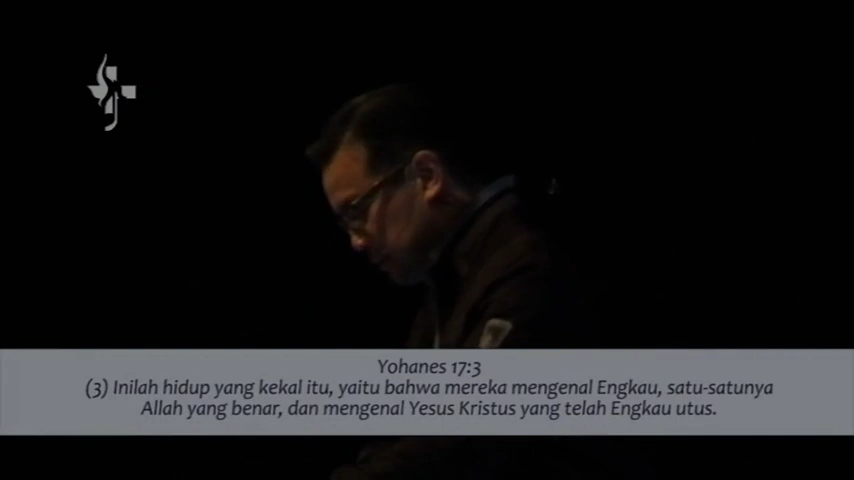 Yohanes 17:3
(3) Inilah hidup yang kekal itu, yaitu bahwa mereka mengenal Engkau, satu-satunya
Allah yang benar, dan mengenal Yesus Kristus yang telah Engkau utus.